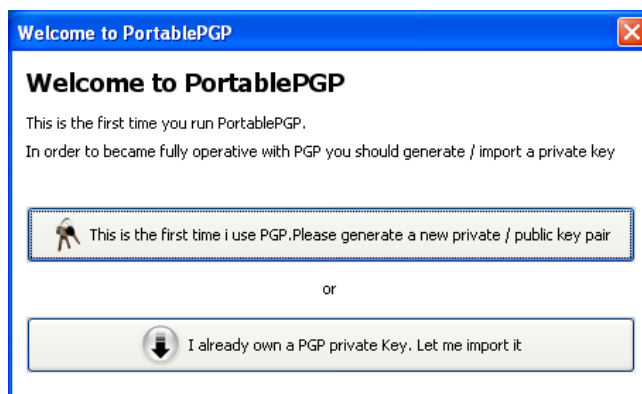 Welcome to PortablePGP
Welcome to PortablePGP
This is the first time you run PortablePGP.
In order to became fully operative with PGP you should generate / import a private key
This is the first time i use PGP.Please generate a new private / public key pair
or
I already own a PGP private Key. Let me import it